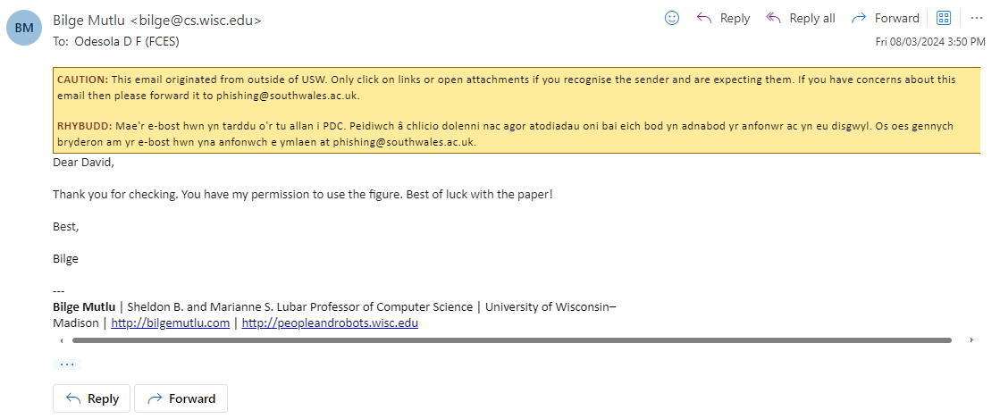 BM
Bilge Mutlu <bilge@cs.wisc.edu>
Reply
Reply all
Forward
To: Odesola D F (FCES)
Fri 08/03/2024 3:50 PM
CAUTION: This email originated from outside of USW. Only click on links or open attachments if you recognise the sender and are expecting them. If you have concerns about this
email then please forward it to phishing@southwales.ac.uk.
RHYBUDD: Mae'r e-bost hwn yn tarddu o'r tu allan i PDC. Peidiwch â chlicio dolenni nac agor atodiadau oni bai eich bod yn adnabod yr anfonwr ac yn eu disgwyl. Os oes gennych
bryderon am yr e-bost hwn yna anfonwch e ymlaen at phishing@southwales.ac.uk.
Dear David,
Thank you for checking. You have my permission to use the figure. Best of luck with the paper!
Best,
Bilge
---
Bilge Mutlu | Sheldon B. and Marianne S. Lubar Professor of Computer Science | University of Wisconsin–
Madison | http://bilgemutlu.com | http://peopleandrobots.wisc.edu
Reply
Forward